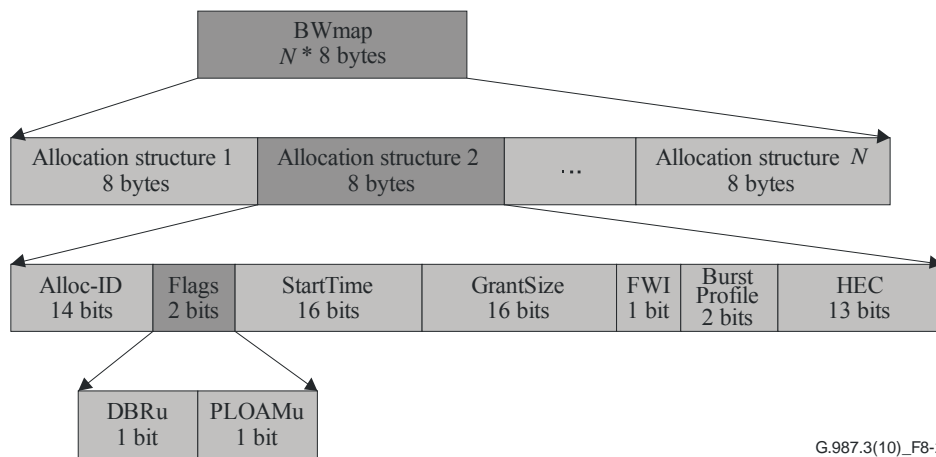 BWmap
N * 8 bytes
Allocation structure 1
8 bytes
Allocation structure 2
8 bytes
...
Allocation structure N
8 bytes
Alloc-ID
14 bits
Flags
2 bits
StartTime
16 bits
GrantSize
16 bits
FWI
1 bit
Burst
Profile
2 bits
HEC
13 bits
DBRu
1 bit
PLOAMu
1 bit